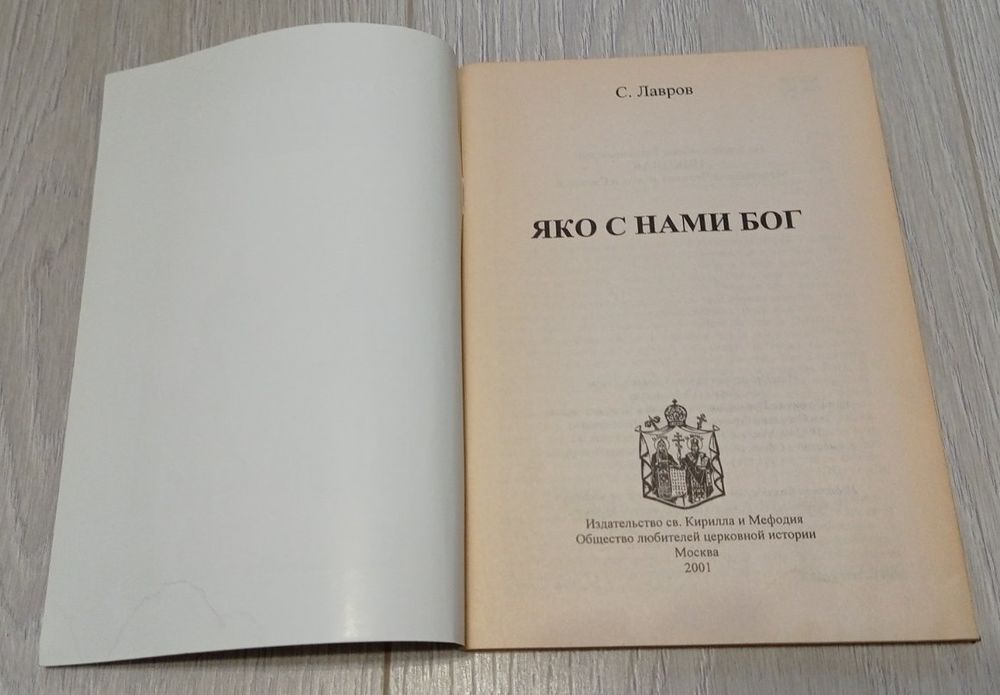 С. Лавров
ЯКО С НАМИ БОГ
Издательство св. Кирилла и Мефодия
Общество любителей церковной истории
Москва
2001